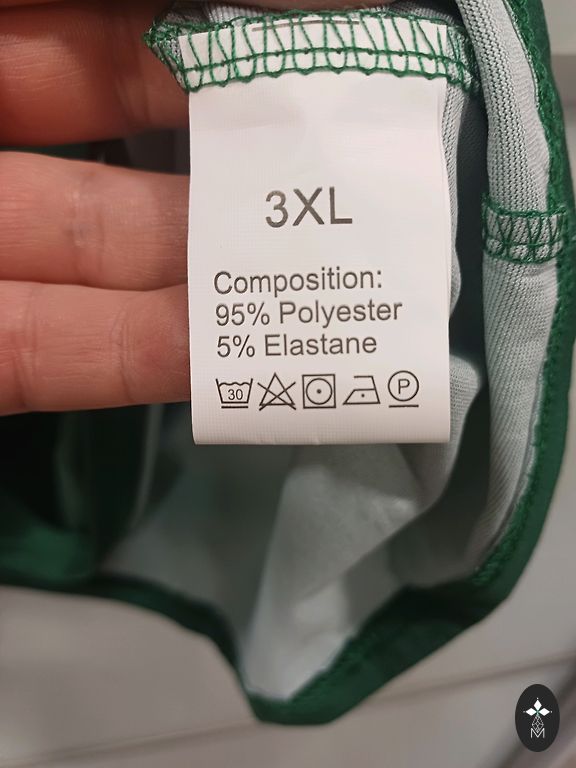 3XL
Composition:
95% Polyester
5% Elastane
30 P
M